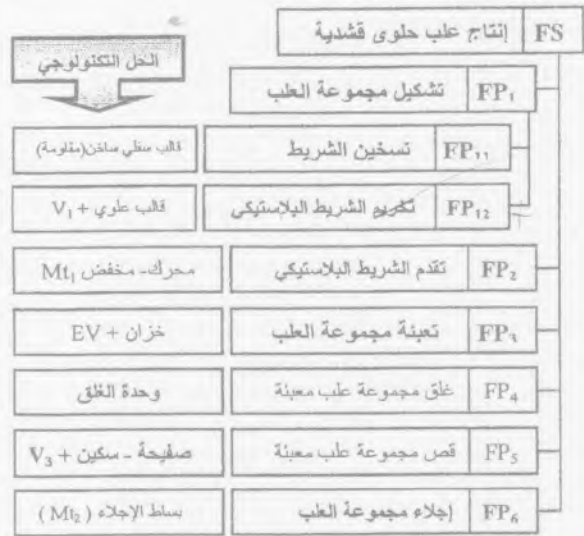 إنتاج علب حلوى قشدية FS
الحل التكنولوجي
تشكيل مجموعة العلب FP₁
قالب سفلي ساخن(مقاومة) تسخين الشريط FP₁₁
قالب علوي + V₁ تكريم الشريط البلاستيكي FP₁₂
محرك- مخفض Mt₁ تقدم الشريط البلاستيكي FP₂
خزان + EV تعبئة مجموعة العلب FP₃
وحدة الغلق غلق مجموعة علب معبئة FP₄
صفيحة - سكين + V₃ قص مجموعة علب معبئة FP₅
بساط الإجلاء ( Mt₂ ) إجلاء مجموعة العلب FP₆